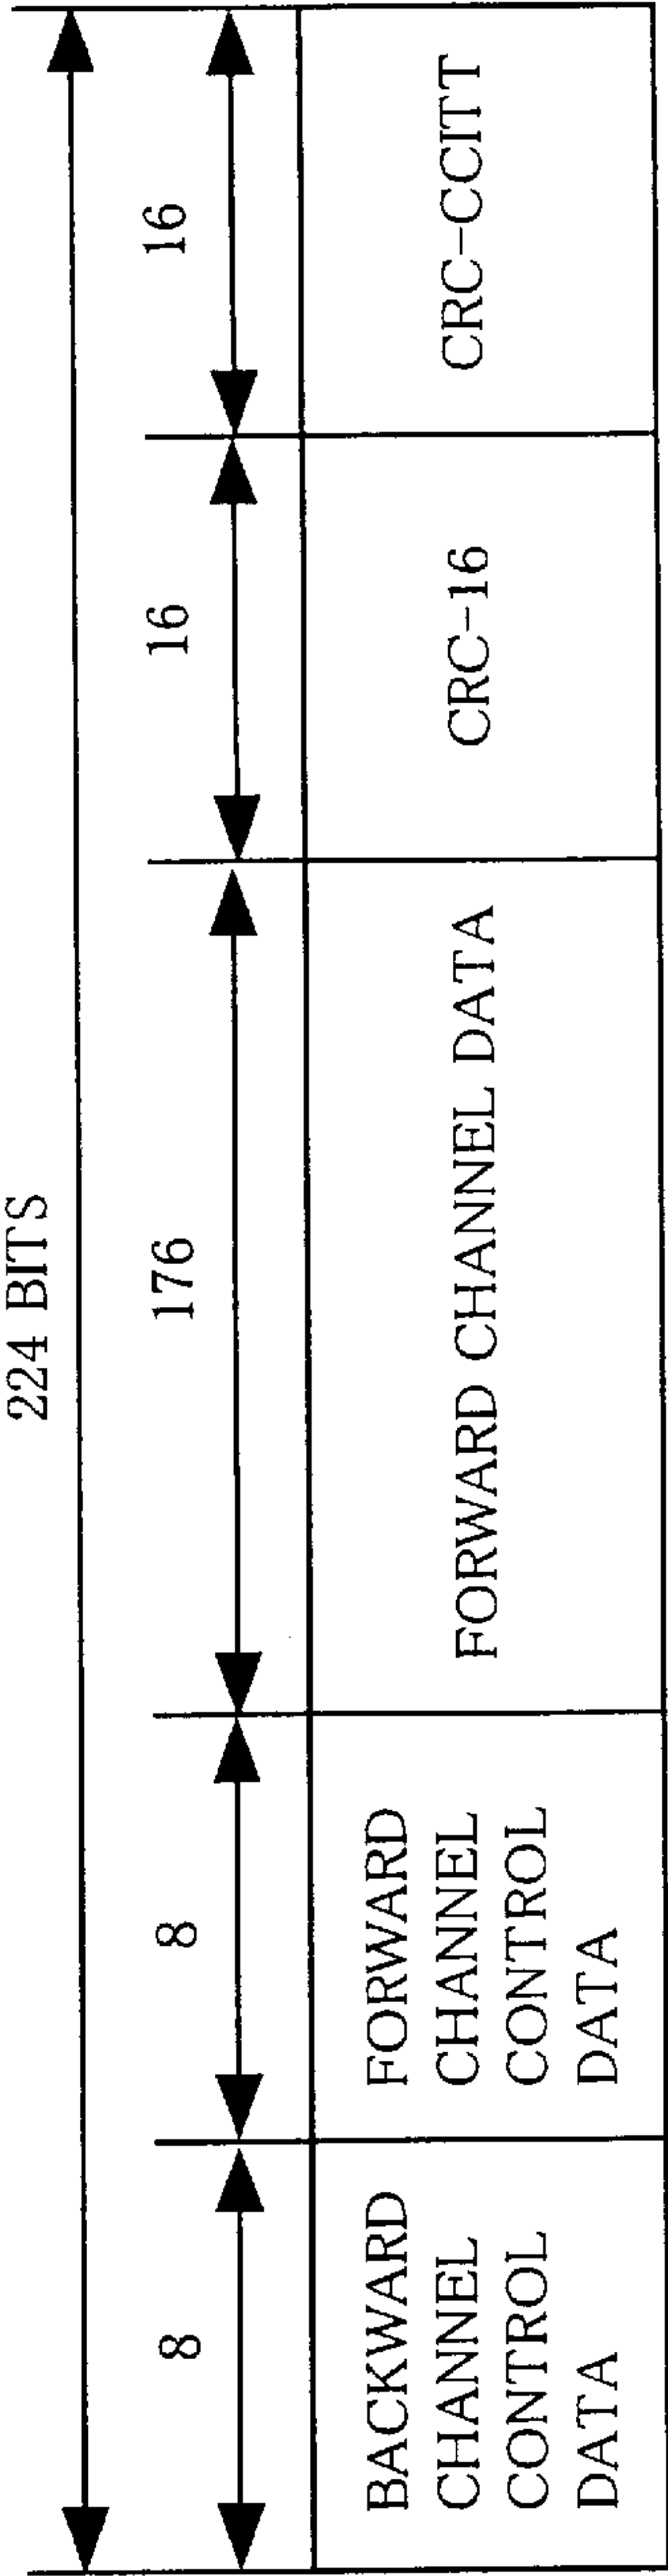 224 BITS
8
8
176
16
16
BACKWARD
CHANNEL
CONTROL
DATA
FORWARD
CHANNEL
CONTROL
DATA
FORWARD CHANNEL DATA
CRC-16
CRC-CCITT